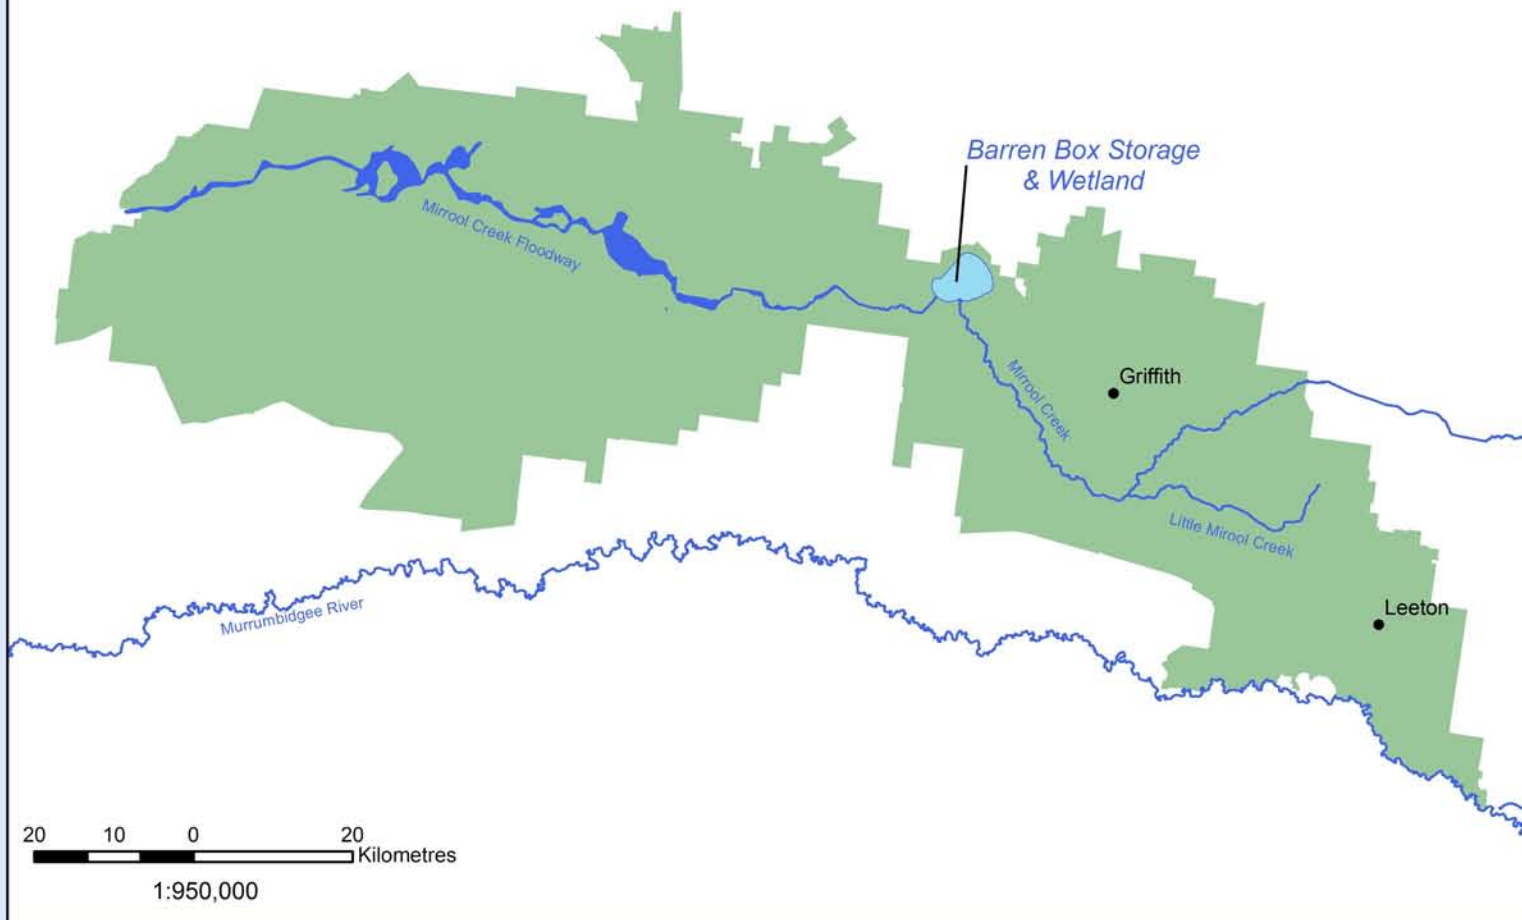 Barren Box Storage
& Wetland
Mirrool Creek Floodway
Mirrool Creek
Griffith
Little Mirool Creek
Murrumbidgee River
Leeton
20 10 0 20
Kilometres
1:950,000